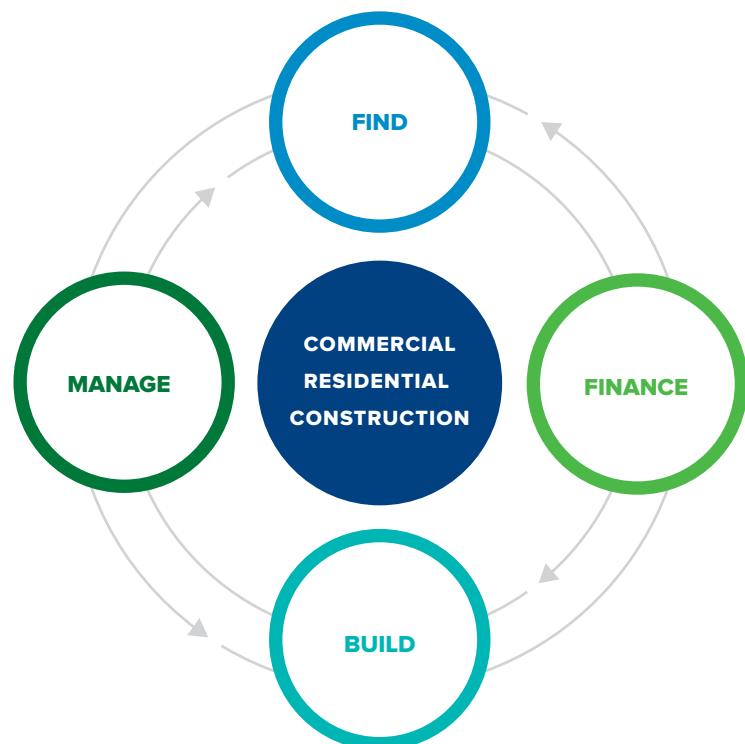 FIND
MANAGE
COMMERCIAL
RESIDENTIAL
CONSTRUCTION
FINANCE
BUILD